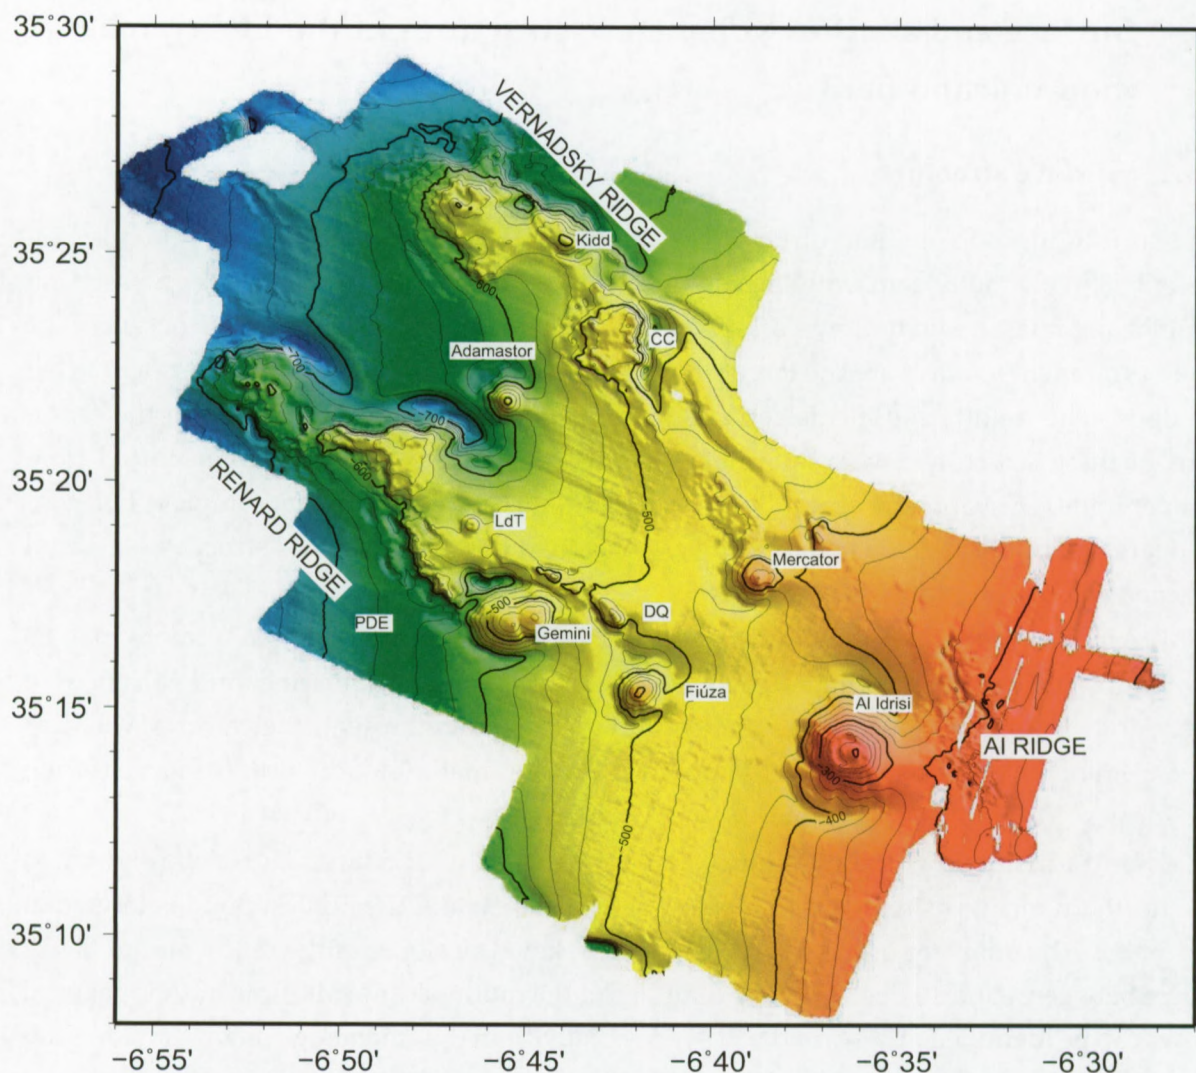 35°30'
VERNADSKY RIDGE
35°25'
Kidd
−600
CC
Adamastor
−700
−700
35°20'
−600
RENARD RIDGE
LdT
−500
Mercator
−500
DQ
PDE
Gemini
Fiúza
35°15'
Al Idrisi
AI RIDGE
−300
−400
−500
35°10'
−6°55'
−6°50'
−6°45'
−6°40'
−6°35'
−6°30'